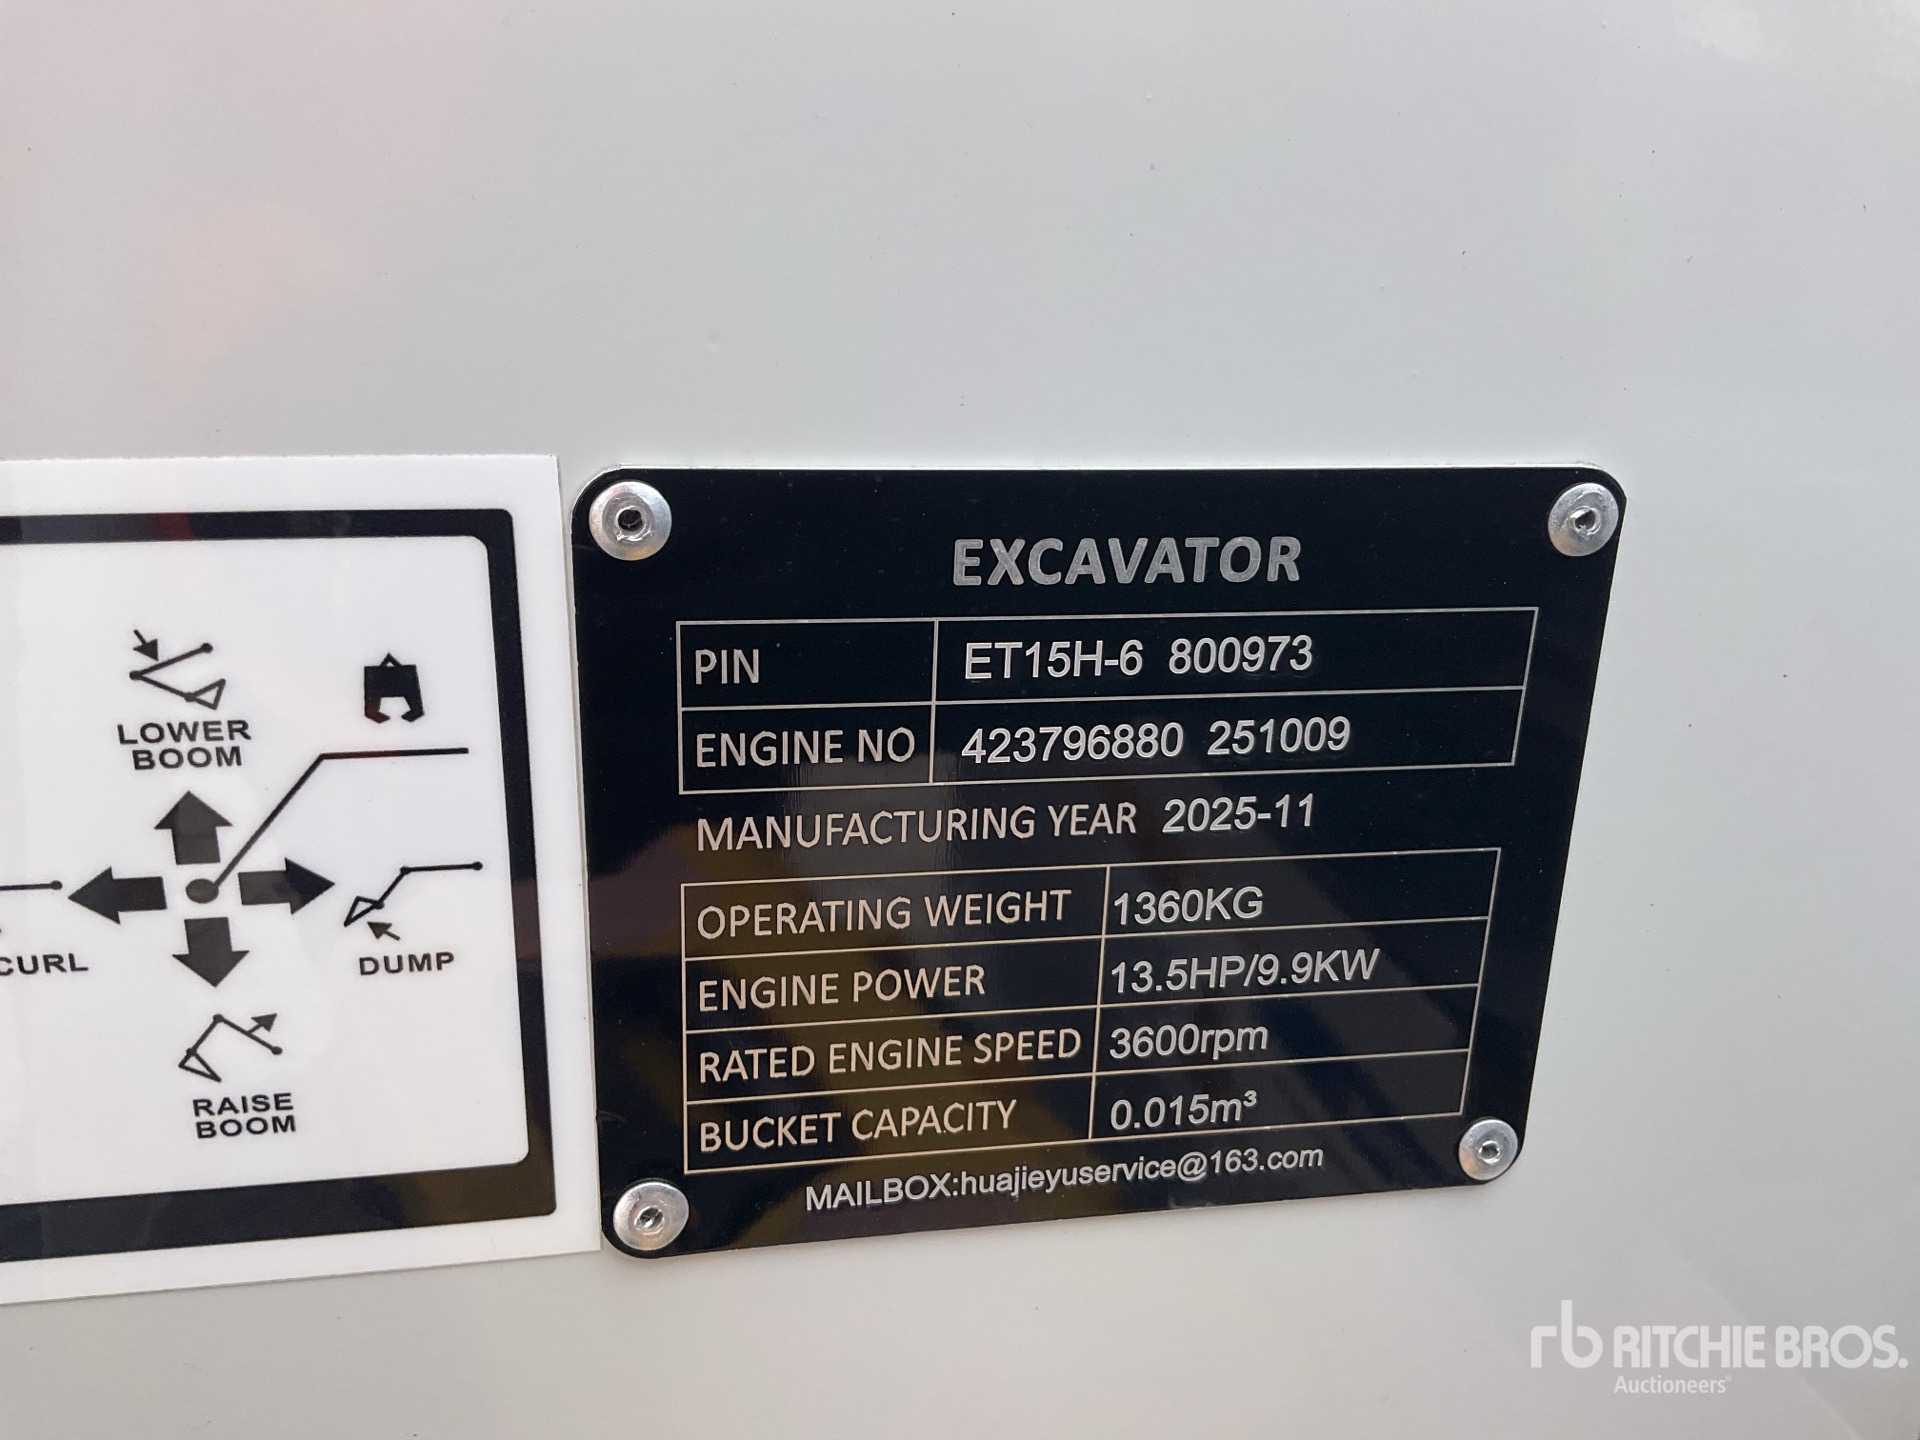 LOWER
BOOM
CURL
DUMP
RAISE
BOOM
EXCAVATOR
PIN ET15H-6 800973
ENGINE NO 423796880 251009
MANUFACTURING YEAR 2025-11
OPERATING WEIGHT 1360KG
ENGINE POWER 13.5HP/9.9KW
RATED ENGINE SPEED 3600rpm
BUCKET CAPACITY 0.015m³
MAILBOX:huajieyuservice@163.com
rb RITCHIE BROS.
Auctioneers